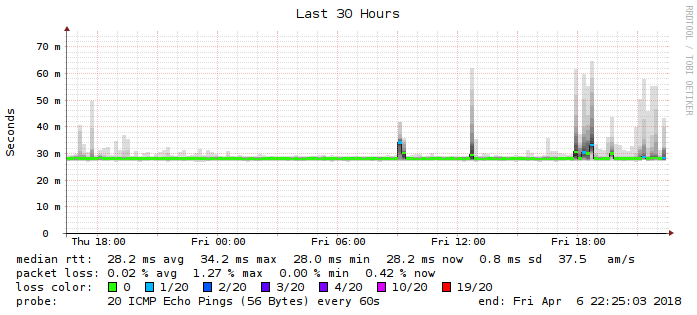 Last 30 Hours
RRDTOOL / TOBI OETIKER
Seconds
70 m
60 m
50 m
40 m
30 m
20 m
10 m
0
Thu 18:00 Fri 00:00 Fri 06:00 Fri 12:00 Fri 18:00
median rtt: 28.2 ms avg 34.2 ms max 28.0 ms min 28.2 ms now 0.8 ms sd 37.5 am/s
packet loss: 0.02 % avg 1.27 % max 0.00 % min 0.42 % now
loss color: 0 1/20 2/20 3/20 4/20 10/20 19/20
probe: 20 ICMP Echo Pings (56 Bytes) every 60s end: Fri Apr 6 22:25:03 2018